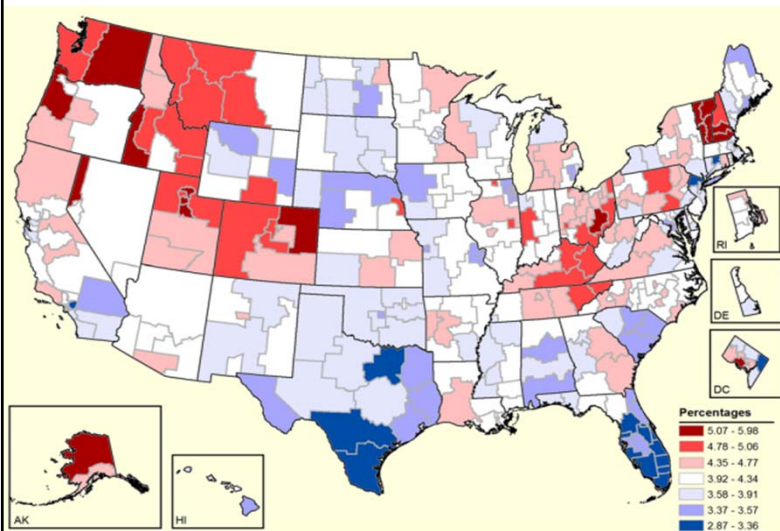 RI
DE
DC
Percentages
5.07 - 5.98
4.78 - 5.06
4.35 - 4.77
3.92 - 4.34
3.58 - 3.91
3.37 - 3.57
2.87 - 3.36
AK
HI